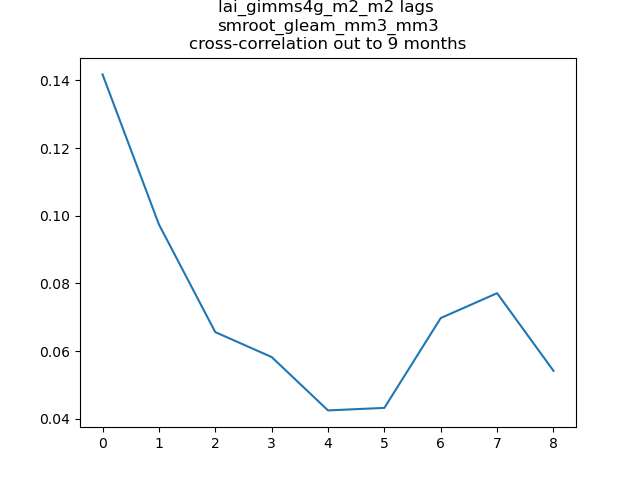 lai_gimms4g_m2_m2 lags
smroot_gleam_mm3_mm3
cross-correlation out to 9 months
0.14
0.12
0.10
0.08
0.06
0.04
0 1 2 3 4 5 6 7 8